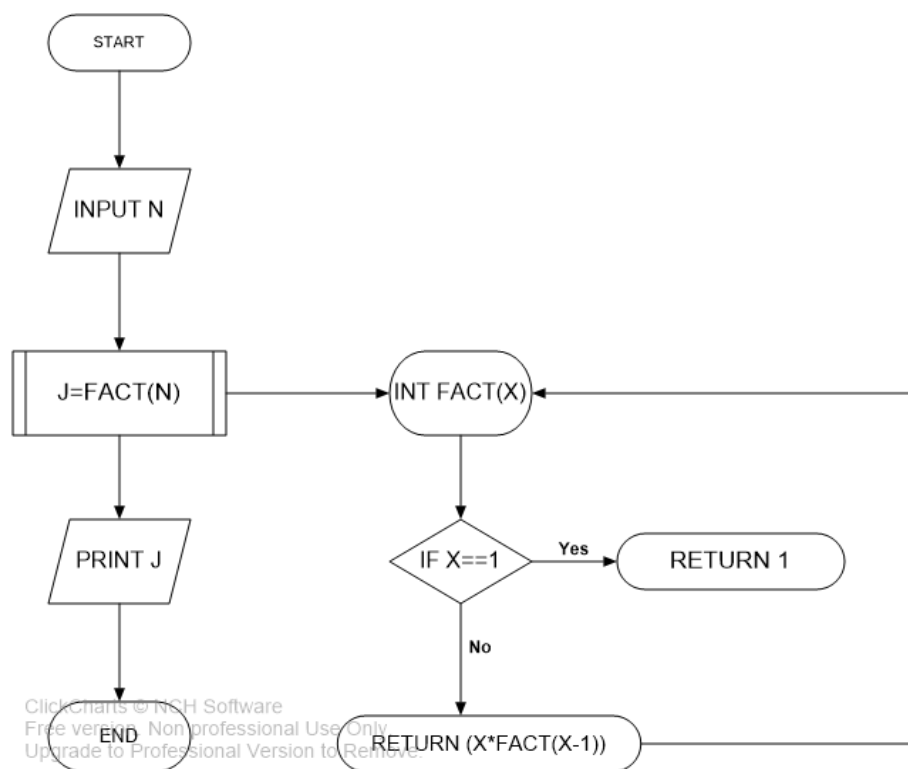 START
INPUT N
J=FACT(N)
INT FACT(X)
PRINT J
IF X==1
Yes
RETURN 1
No
ClickCharts © NCH Software
Free version. Non professional Use Only.
Upgrade to Professional Version to Remove.
END
RETURN (X*FACT(X-1))